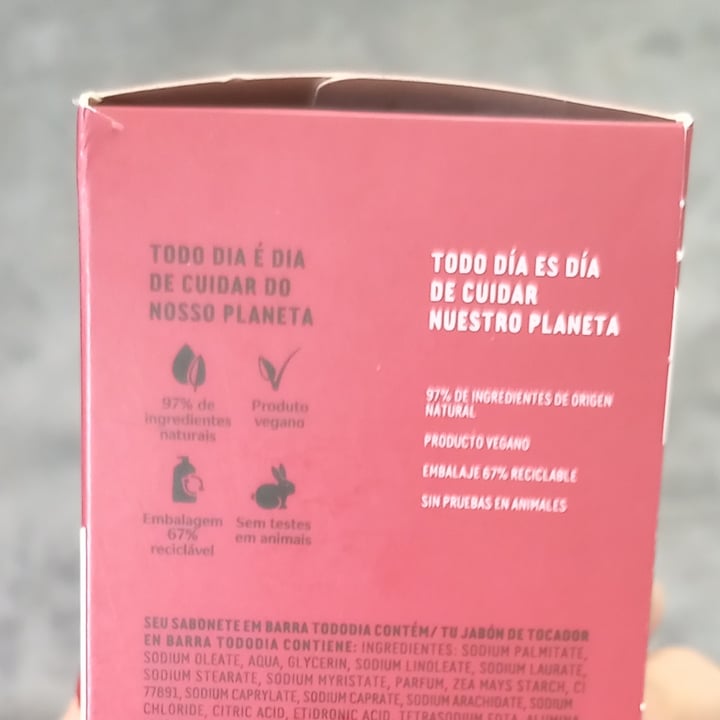 TODO DIA É DIA
DE CUIDAR DO
NOSSO PLANETA
97% de
ingredientes
naturais
Produto
vegano
Embalagem
67%
reciclável
Sem testes
em animais
TODO DÍA ES DÍA
DE CUIDAR
NUESTRO PLANETA
97% DE INGREDIENTES DE ORIGEN
NATURAL
PRODUCTO VEGANO
EMBALAJE 67% RECICLABLE
SIN PRUEBAS EN ANIMALES
SEU SABONETE EM BARRA TODODIA CONTÉM/ TU JABÓN DE TOCADOR
EN BARRA TODODIA CONTIENE: INGREDIENTES: SODIUM PALMITATE,
SODIUM OLEATE, AQUA, GLYCERIN, SODIUM LINOLEATE, SODIUM LAURATE,
SODIUM STEARATE, SODIUM MYRISTATE, PARFUM, ZEA MAYS STARCH, CI
77891, SODIUM CAPRYLATE, SODIUM CAPRATE, SODIUM ARACHIDATE, SODIUM
CHLORIDE, CITRIC ACID, ETIDRONIC ACID, TETRASODIUM EDTA,